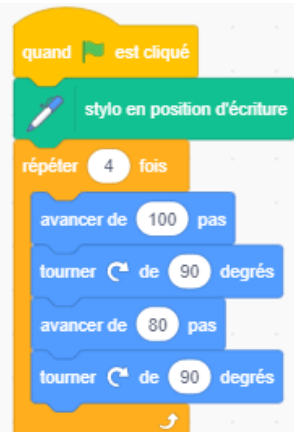 quand est cliqué
stylo en position d'écriture
répéter 4 fois
avancer de 100 pas
tourner de 90 degrés
avancer de 80 pas
tourner de 90 degrés